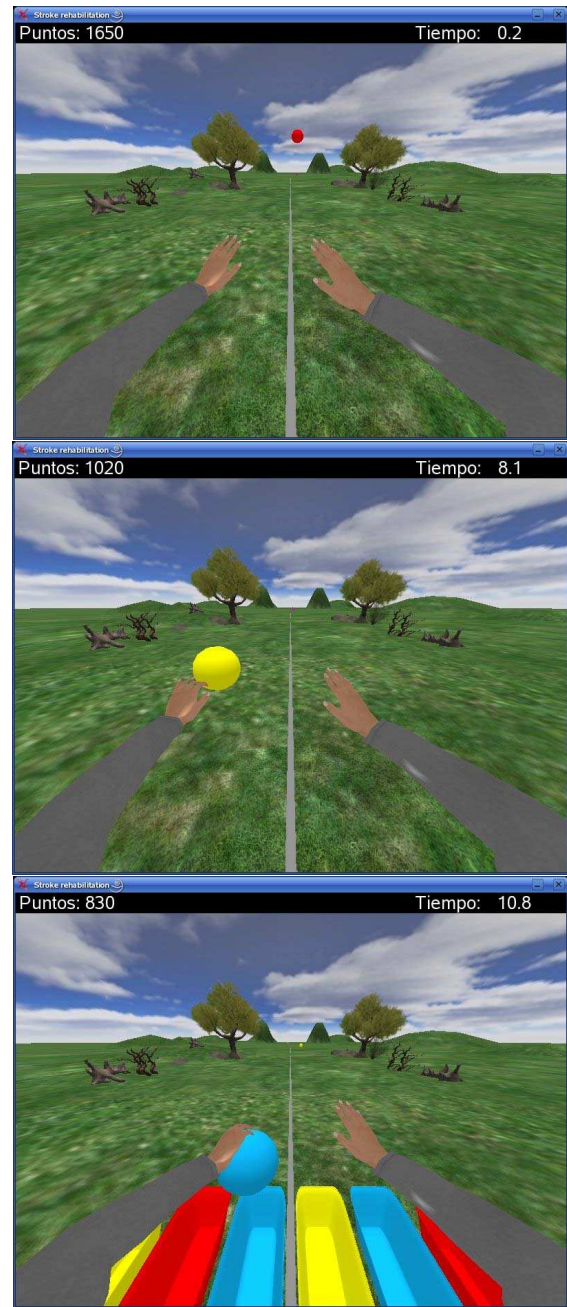 Stroke rehabilitation
Puntos: 1650 Tiempo: 0.2
Stroke rehabilitation
Puntos: 1020 Tiempo: 8.1
Stroke rehabilitation
Puntos: 830 Tiempo: 10.8